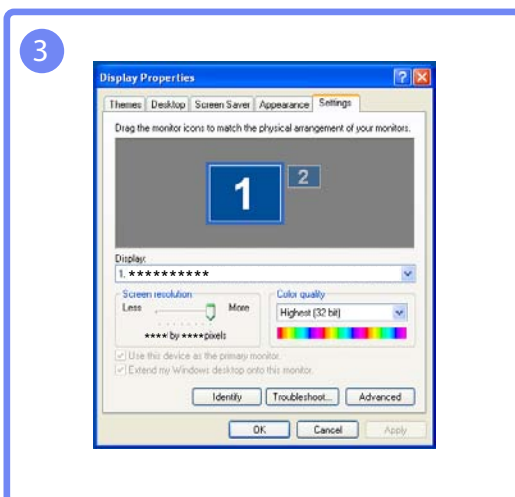 3
Display Properties
Themes Desktop Screen Saver Appearance Settings
Drag the monitor icons to match the physical arrangement of your monitors.
1 2
Display:
1. **********
Screen resolution Color quality
Less More Highest (32 bit)
**** by **** pixels
Use this device as the primary monitor.
Extend my Windows desktop onto this monitor.
Identify Troubleshoot... Advanced
OK Cancel Apply